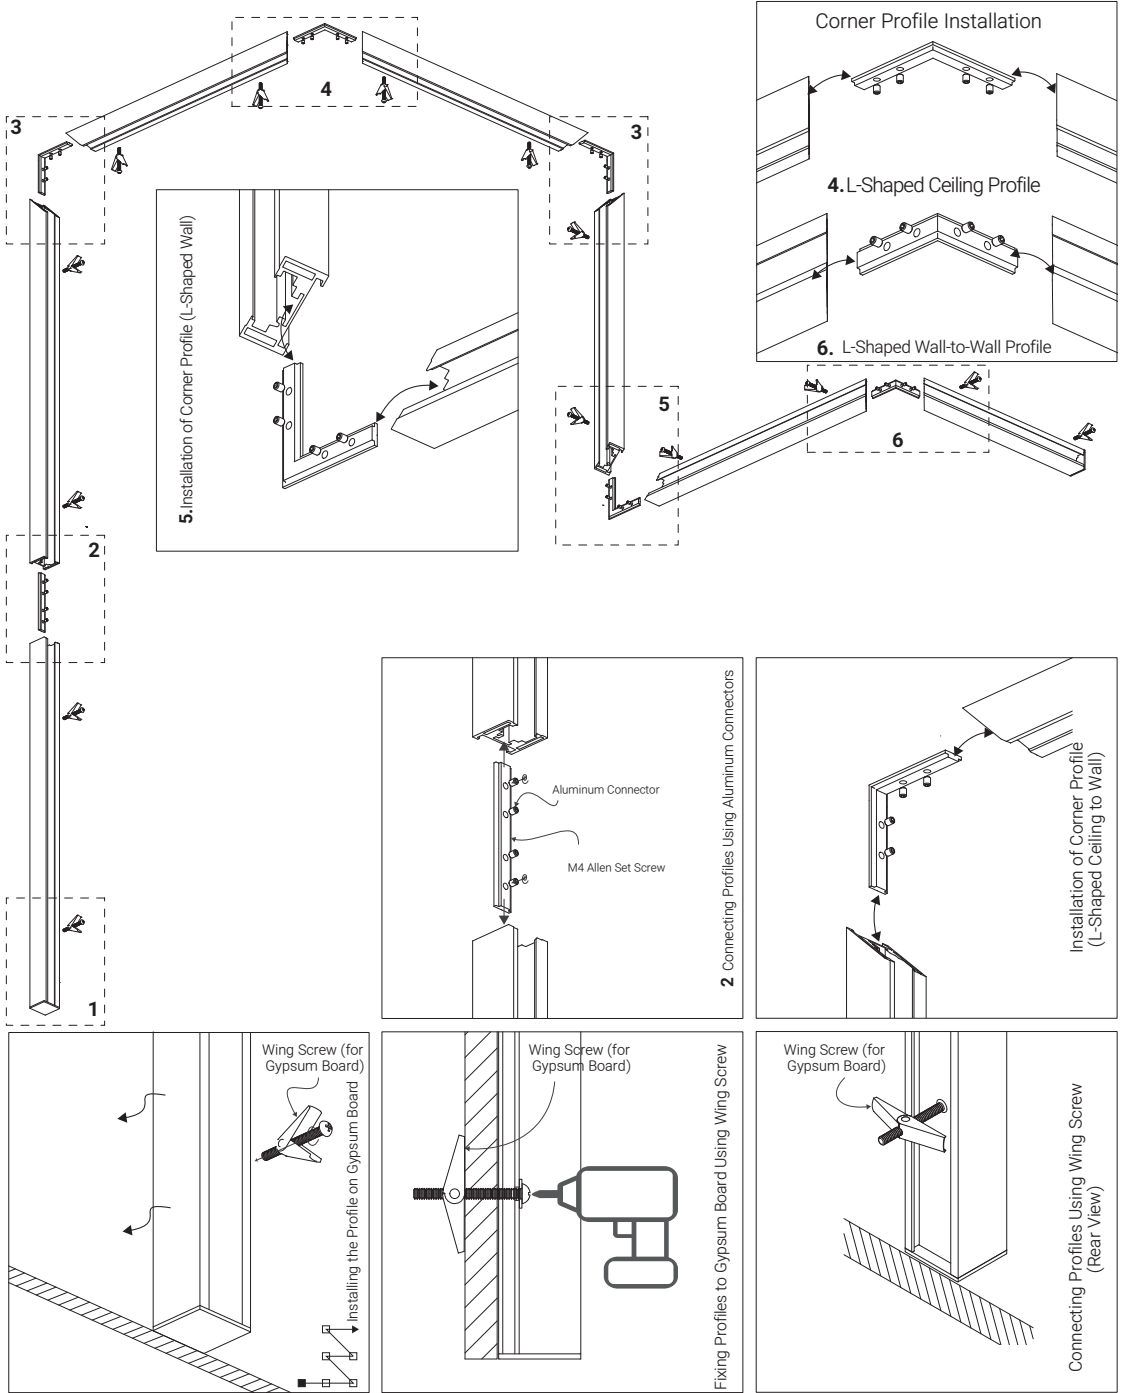 Corner Profile Installation
4. L-Shaped Ceiling Profile
6. L-Shaped Wall-to-Wall Profile
4
3
3
5. Installation of Corner Profile (L-Shaped Wall)
5
6
2
1
Aluminum Connector
M4 Allen Set Screw
2 Connecting Profiles Using Aluminum Connectors
Installation of Corner Profile
(L-Shaped Ceiling to Wall)
Wing Screw (for
Gypsum Board)
Installing the Profile on Gypsum Board
Wing Screw (for
Gypsum Board)
Fixing Profiles to Gypsum Board Using Wing Screw
Wing Screw (for
Gypsum Board)
Connecting Profiles Using Wing Screw
(Rear View)